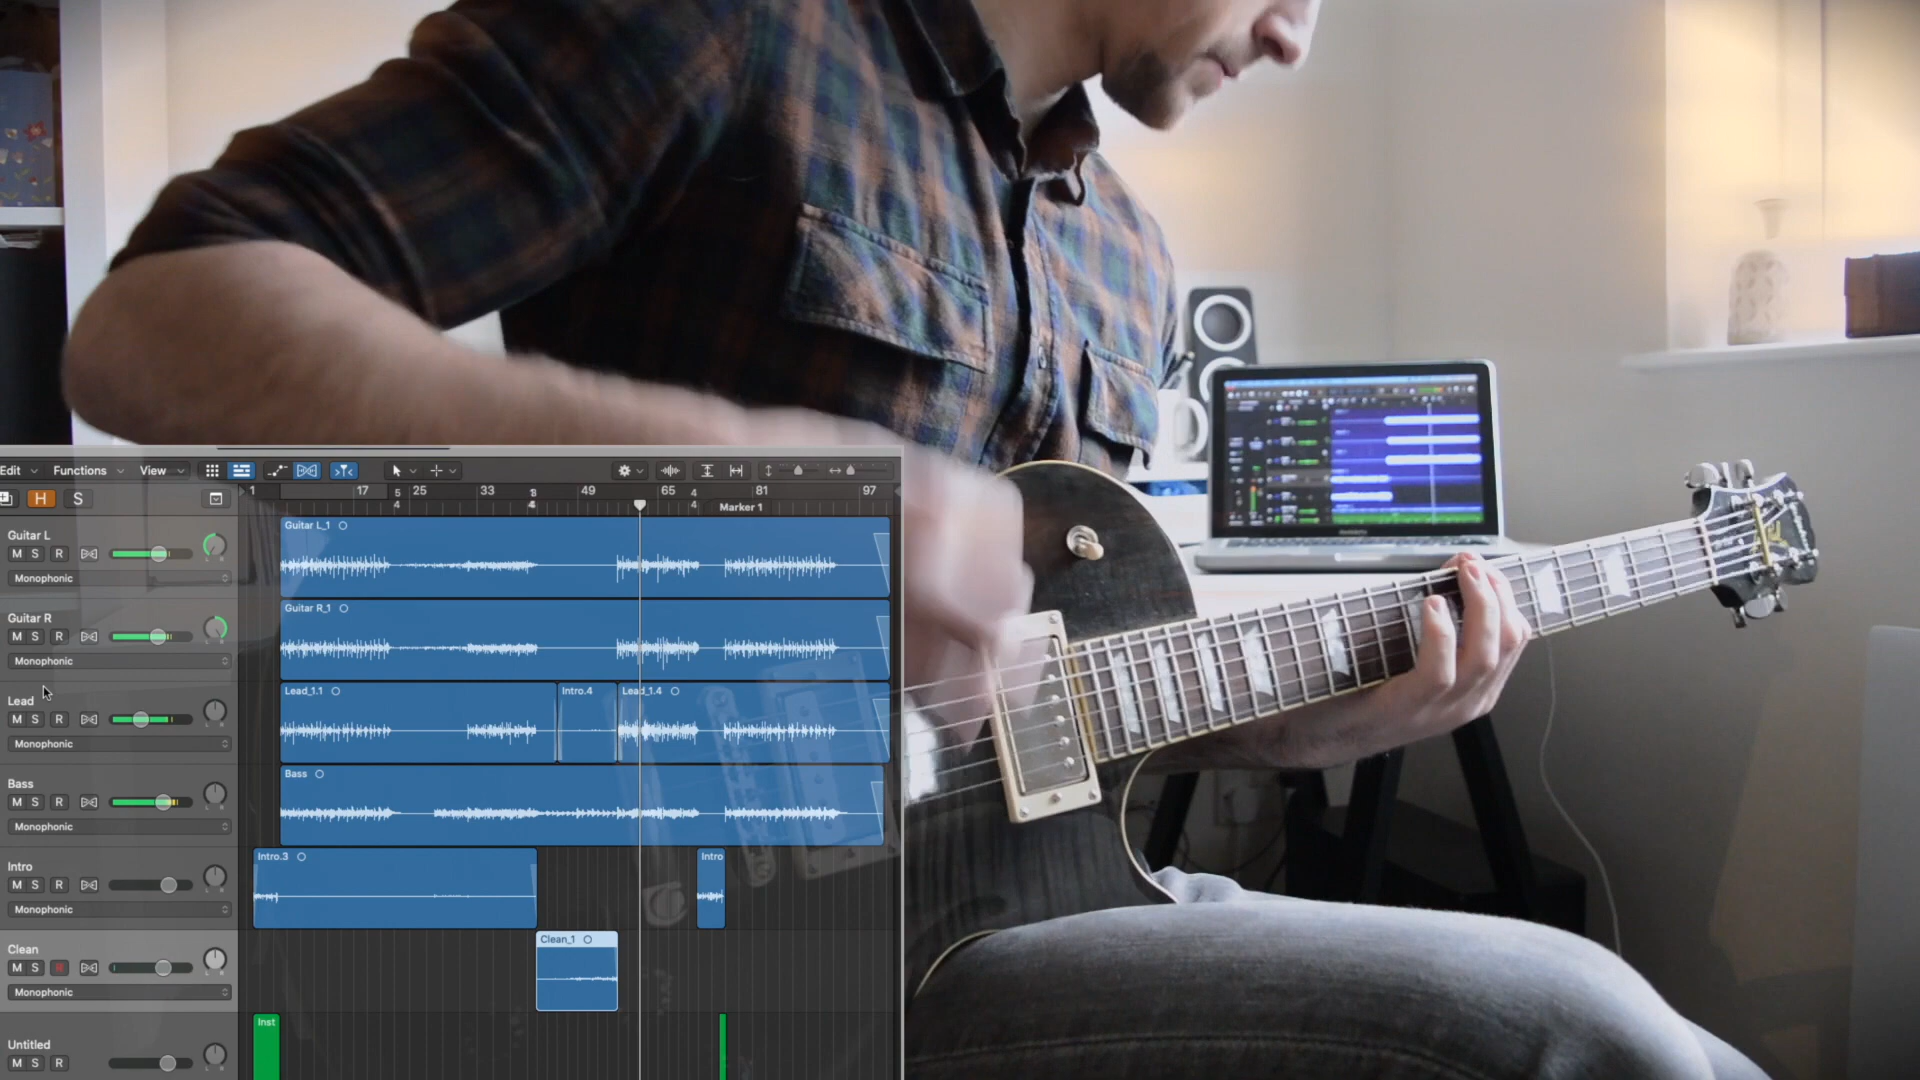 Edit Functions View
H S
1 17 5/4 25 33 3/4 49 65 4/4 81 97
Marker 1
Guitar L
M S R
Monophonic
Guitar L_1
Guitar R
M S R
Monophonic
Guitar R_1
Lead
M S R
Monophonic
Lead_1.1 Intro.4 Lead_1.4
Bass
M S R
Monophonic
Bass
Intro
M S R
Monophonic
Intro.3 Intro
Clean
M S R
Monophonic
Clean_1
Untitled
M S R
Inst